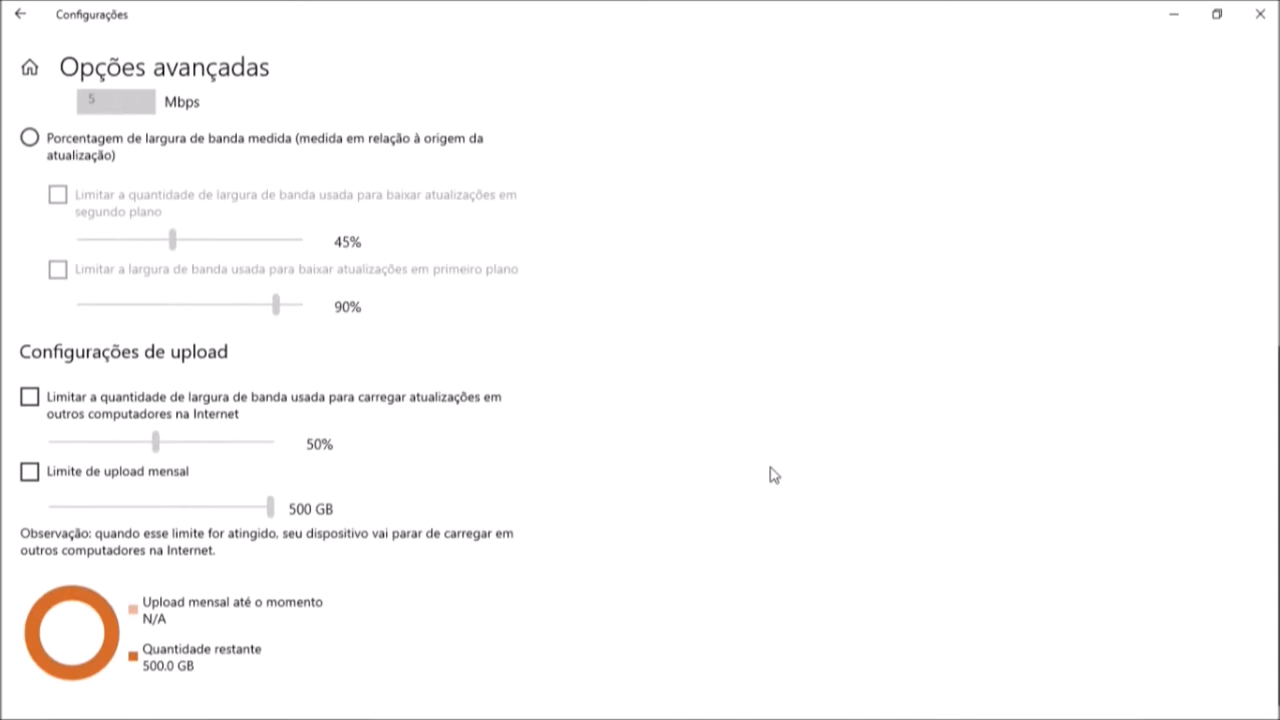 Configurações
Opções avançadas
5
Mbps
Porcentagem de largura de banda medida (medida em relação à origem da
atualização)
Limitar a quantidade de largura de banda usada para baixar atualizações em
segundo plano
45%
Limitar a largura de banda usada para baixar atualizações em primeiro plano
90%
Configurações de upload
Limitar a quantidade de largura de banda usada para carregar atualizações em
outros computadores na Internet
50%
Limite de upload mensal
500 GB
Observação: quando esse limite for atingido, seu dispositivo vai parar de carregar em
outros computadores na Internet.
Upload mensal até o momento
N/A
Quantidade restante
500.0 GB